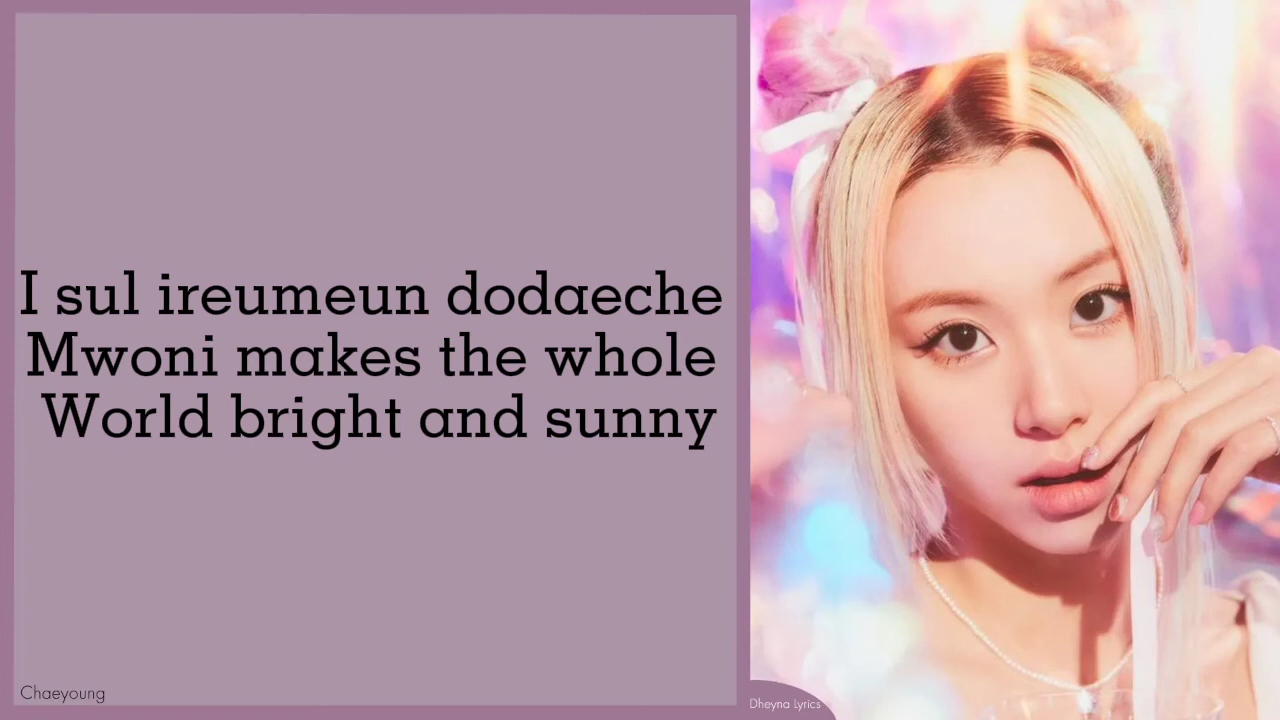 I sul ireumeun dodaeche
Mwoni makes the whole
World bright and sunny
Chaeyoung
Dheyna Lyrics